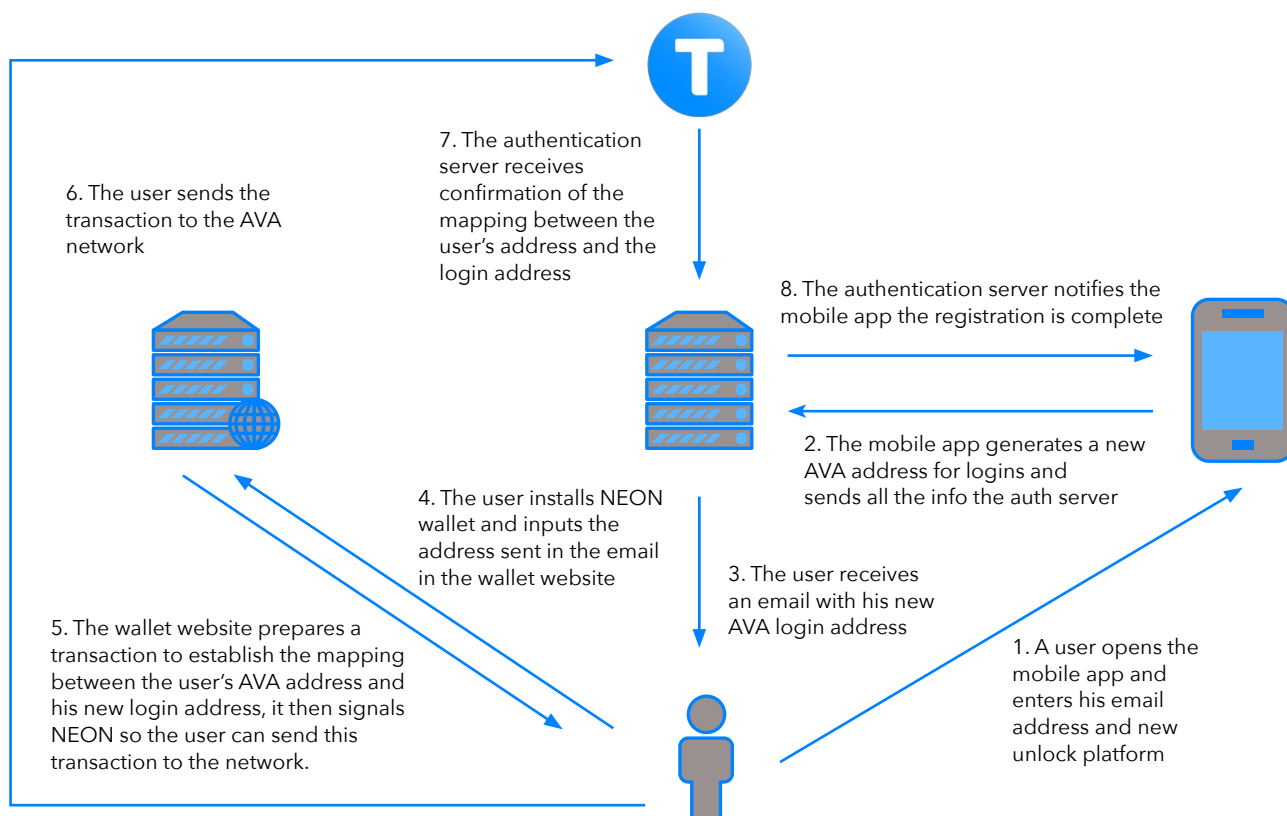 T
7. The authentication
server receives
confirmation of the
mapping between the
user’s address and the
login address
6. The user sends the
transaction to the AVA
network
8. The authentication server notifies the
mobile app the registration is complete
2. The mobile app generates a new
AVA address for logins and
sends all the info the auth server
4. The user installs NEON
wallet and inputs the
address sent in the email
in the wallet website
3. The user receives
an email with his new
AVA login address
5. The wallet website prepares a
transaction to establish the mapping
between the user’s AVA address and
his new login address, it then signals
NEON so the user can send this
transaction to the network.
1. A user opens the
mobile app and
enters his email
address and new
unlock platform